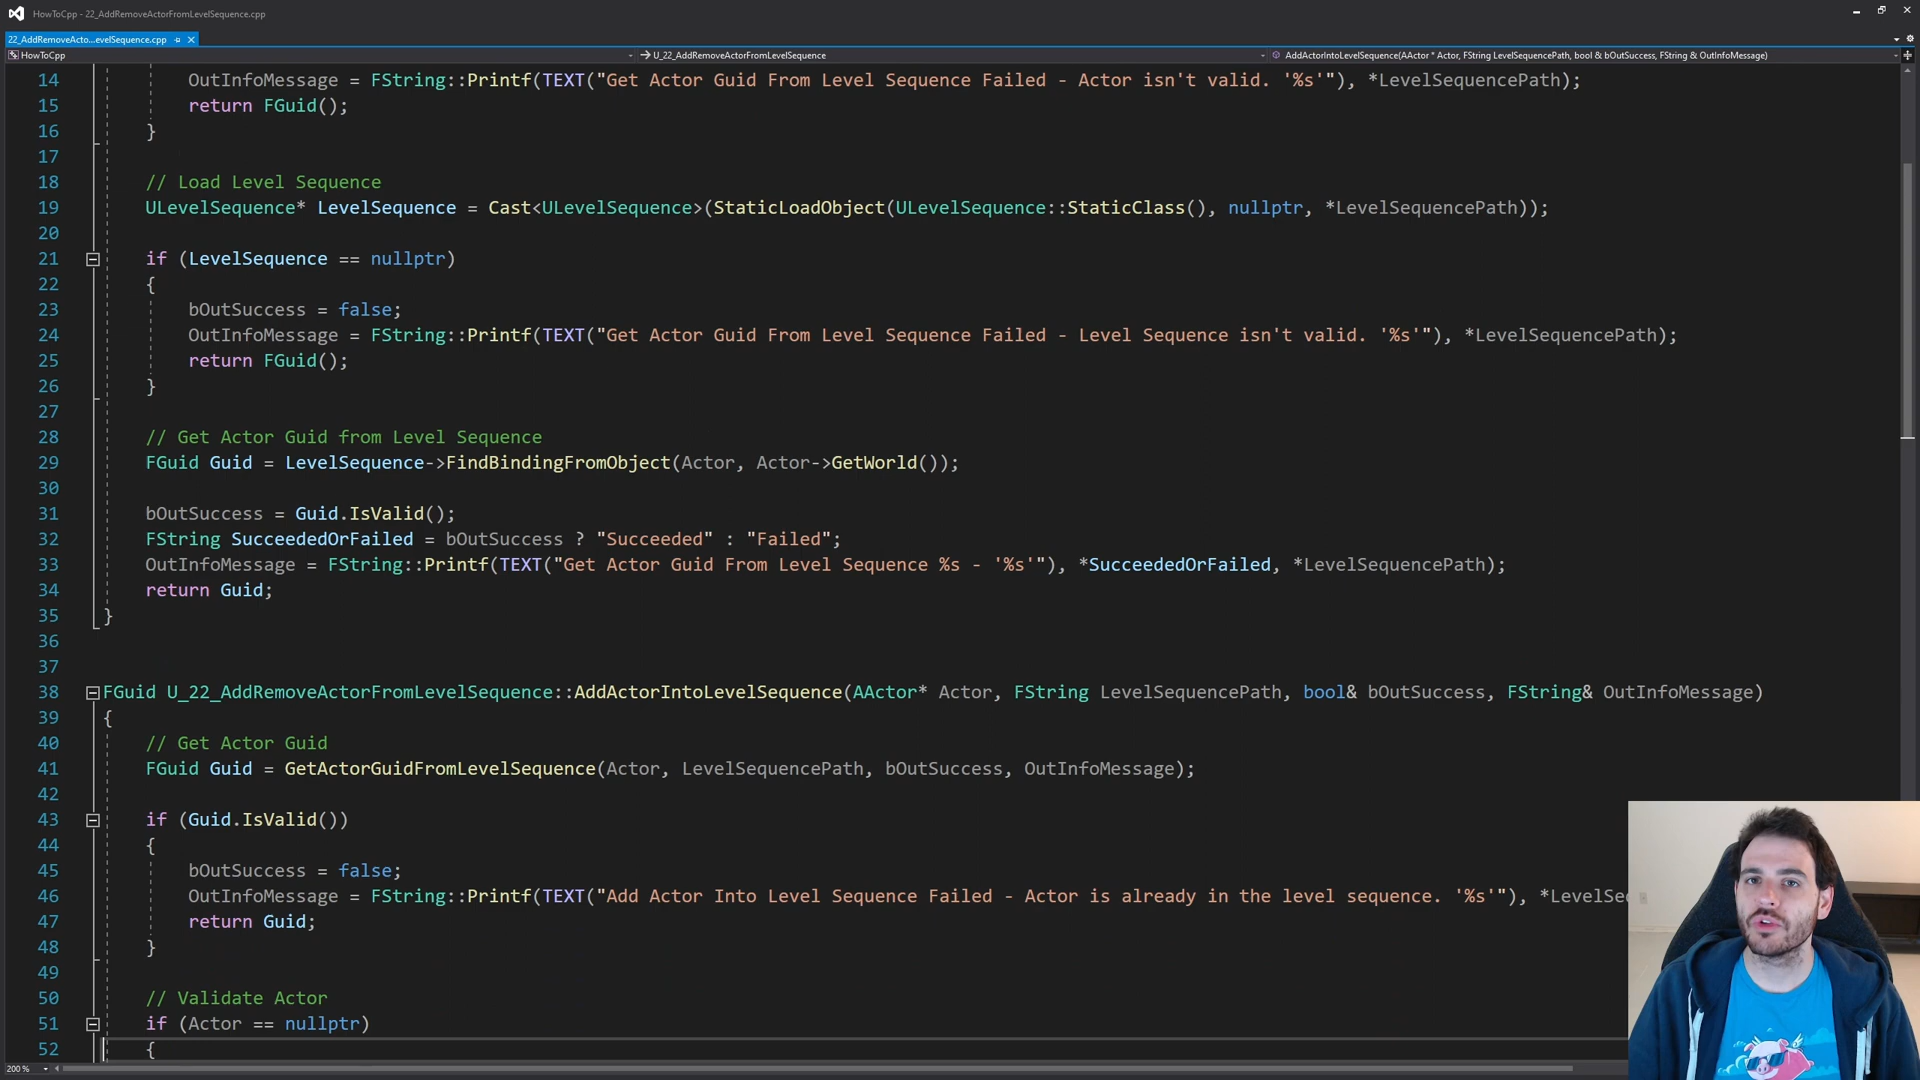 HowToCpp - 22_AddRemoveActorFromLevelSequence.cpp
22_AddRemoveActo...evelSequence.cpp
HowToCpp
U_22_AddRemoveActorFromLevelSequence
AddActorIntoLevelSequence(AActor * Actor, FString LevelSequencePath, bool & bOutSuccess, FString & OutInfoMessage)
14 OutInfoMessage = FString::Printf(TEXT("Get Actor Guid From Level Sequence Failed - Actor isn't valid. '%s'"), *LevelSequencePath);
15 return FGuid();
16 }
17
18 // Load Level Sequence
19 ULevelSequence* LevelSequence = Cast<ULevelSequence>(StaticLoadObject(ULevelSequence::StaticClass(), nullptr, *LevelSequencePath));
20
21 if (LevelSequence == nullptr)
22 {
23 bOutSuccess = false;
24 OutInfoMessage = FString::Printf(TEXT("Get Actor Guid From Level Sequence Failed - Level Sequence isn't valid. '%s'"), *LevelSequencePath);
25 return FGuid();
26 }
27
28 // Get Actor Guid from Level Sequence
29 FGuid Guid = LevelSequence->FindBindingFromObject(Actor, Actor->GetWorld());
30
31 bOutSuccess = Guid.IsValid();
32 FString SucceededOrFailed = bOutSuccess ? "Succeeded" : "Failed";
33 OutInfoMessage = FString::Printf(TEXT("Get Actor Guid From Level Sequence %s - '%s'"), *SucceededOrFailed, *LevelSequencePath);
34 return Guid;
35 }
36
37
38 FGuid U_22_AddRemoveActorFromLevelSequence::AddActorIntoLevelSequence(AActor* Actor, FString LevelSequencePath, bool& bOutSuccess, FString& OutInfoMessage)
39 {
40 // Get Actor Guid
41 FGuid Guid = GetActorGuidFromLevelSequence(Actor, LevelSequencePath, bOutSuccess, OutInfoMessage);
42
43 if (Guid.IsValid())
44 {
45 bOutSuccess = false;
46 OutInfoMessage = FString::Printf(TEXT("Add Actor Into Level Sequence Failed - Actor is already in the level sequence. '%s'"), *LevelSe
47 return Guid;
48 }
49
50 // Validate Actor
51 if (Actor == nullptr)
52 {
200 %